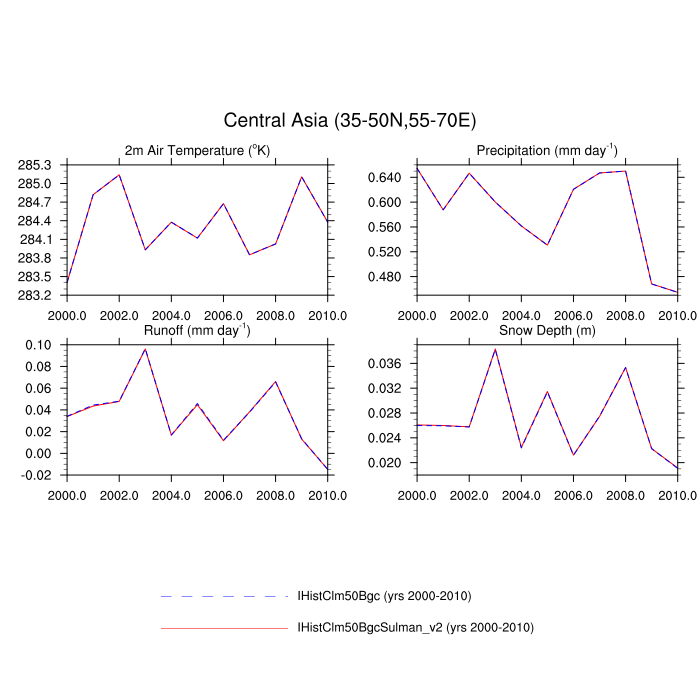 Central Asia (35-50N,55-70E)
2m Air Temperature (°K)
285.3
285.0
284.7
284.4
284.1
283.8
283.5
283.2
2000.0 2002.0 2004.0 2006.0 2008.0 2010.0
Precipitation (mm day-1)
0.640
0.600
0.560
0.520
0.480
2000.0 2002.0 2004.0 2006.0 2008.0 2010.0
Runoff (mm day-1)
0.10
0.08
0.06
0.04
0.02
0.00
-0.02
2000.0 2002.0 2004.0 2006.0 2008.0 2010.0
Snow Depth (m)
0.036
0.032
0.028
0.024
0.020
2000.0 2002.0 2004.0 2006.0 2008.0 2010.0
IHistClm50Bgc (yrs 2000-2010)
IHistClm50BgcSulman_v2 (yrs 2000-2010)